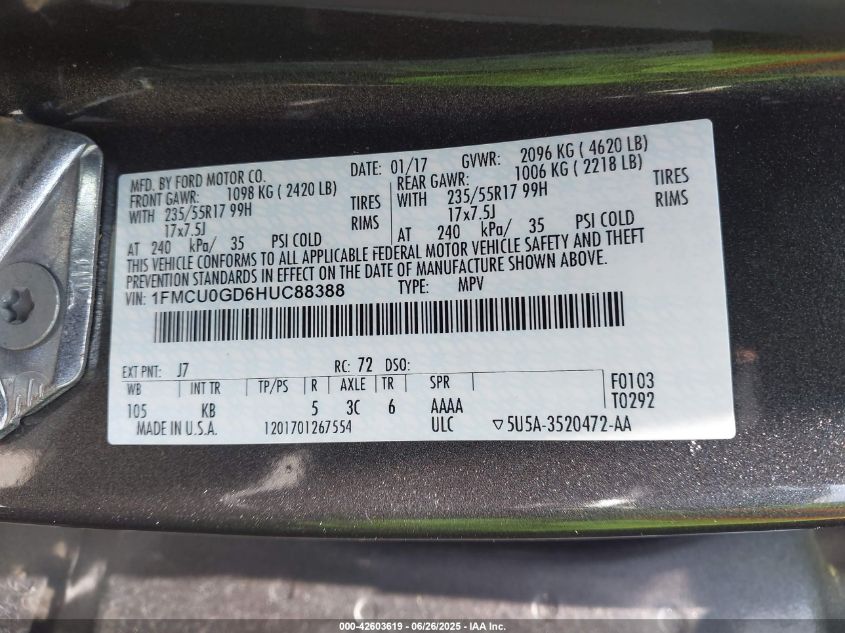 MFD. BY FORD MOTOR CO. DATE: 01/17 GVWR: 2096 KG ( 4620 LB)
FRONT GAWR: 1098 KG ( 2420 LB) REAR GAWR: 1006 KG ( 2218 LB)
WITH 235/55R17 99H TIRES WITH 235/55R17 99H TIRES
17x7.5J RIMS 17x7.5J RIMS
AT 240 kPa/ 35 PSI COLD AT 240 kPa/ 35 PSI COLD
THIS VEHICLE CONFORMS TO ALL APPLICABLE FEDERAL MOTOR VEHICLE SAFETY AND THEFT
PREVENTION STANDARDS IN EFFECT ON THE DATE OF MANUFACTURE SHOWN ABOVE.
VIN: 1FMCU0GD6HUC88388 TYPE: MPV
EXT PNT: J7 RC: 72 DSO:
WB INT TR TP/PS R AXLE TR SPR F0103
105 KB 5 3C 6 AAAA T0292
MADE IN U.S.A. 1201701267554 ULC ▽5U5A-3520472-AA
000-42603619 - 06/26/2025 - IAA Inc.